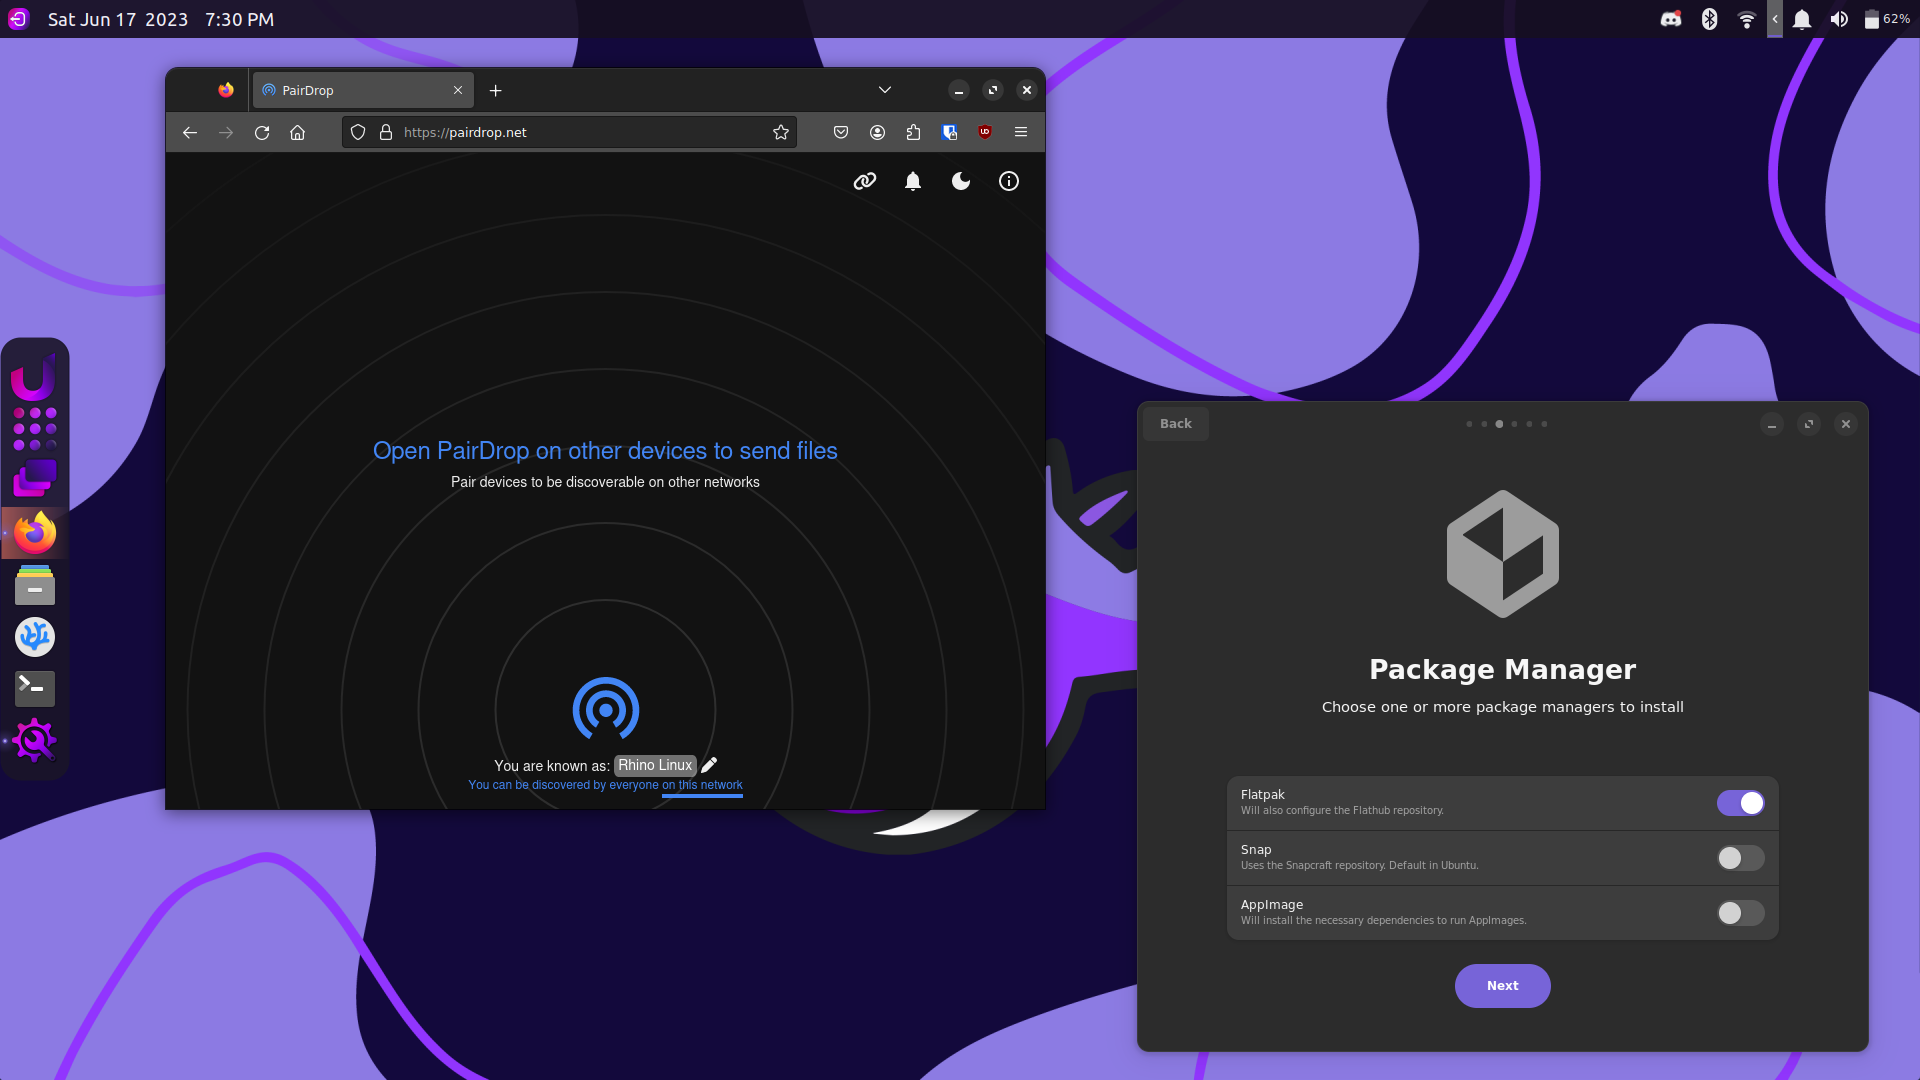 Sat Jun 17 2023 7:30 PM
62%
PairDrop
https://pairdrop.net
Open PairDrop on other devices to send files
Pair devices to be discoverable on other networks
You are known as: Rhino Linux
You can be discovered by everyone on this network
Back
Package Manager
Choose one or more package managers to install
Flatpak
Will also configure the Flathub repository.
Snap
Uses the Snapcraft repository. Default in Ubuntu.
AppImage
Will install the necessary dependencies to run AppImages.
Next